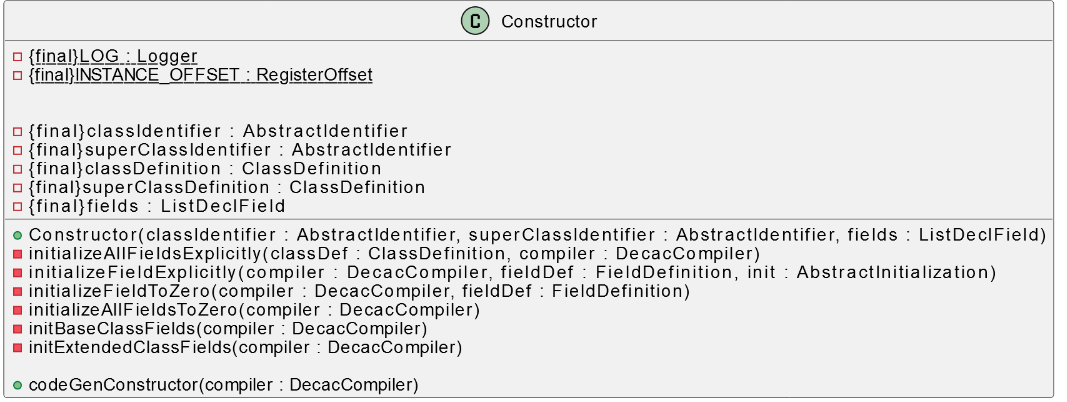 C Constructor
{final}LOG : Logger
{final}INSTANCE_OFFSET : RegisterOffset
{final}classIdentifier : AbstractIdentifier
{final}superClassIdentifier : AbstractIdentifier
{final}classDefinition : ClassDefinition
{final}superClassDefinition : ClassDefinition
{final}fields : ListDeclField
Constructor(classIdentifier : AbstractIdentifier, superClassIdentifier : AbstractIdentifier, fields : ListDeclField)
initializeAllFieldsExplicitly(classDef : ClassDefinition, compiler : DecacCompiler)
initializeFieldExplicitly(compiler : DecacCompiler, fieldDef : FieldDefinition, init : AbstractInitialization)
initializeFieldToZero(compiler : DecacCompiler, fieldDef : FieldDefinition)
initializeAllFieldsToZero(compiler : DecacCompiler)
initBaseClassFields(compiler : DecacCompiler)
initExtendedClassFields(compiler : DecacCompiler)
codeGenConstructor(compiler : DecacCompiler)